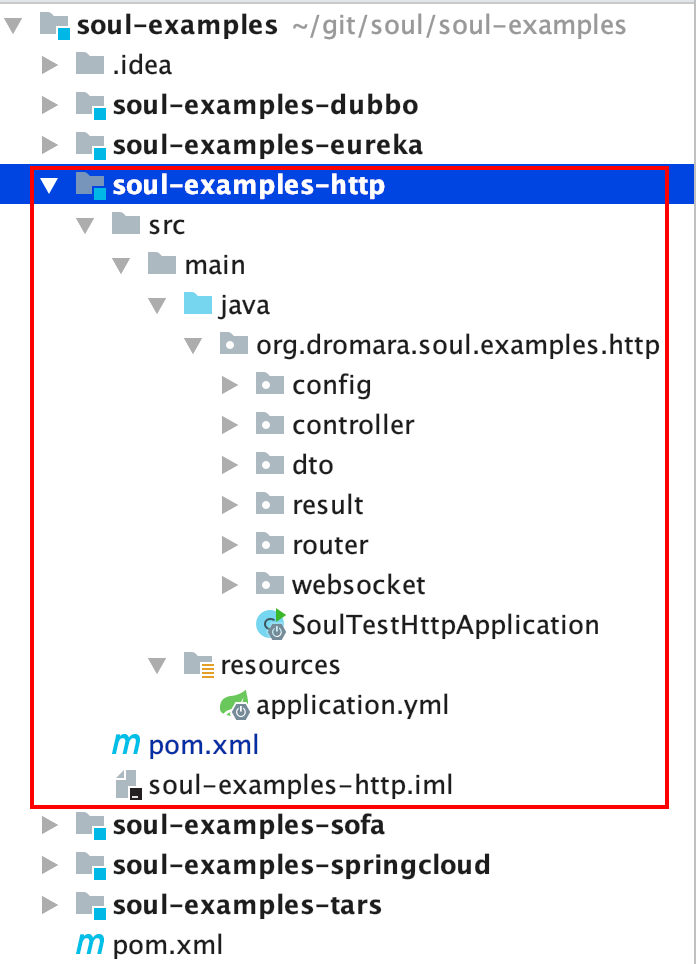 soul-examples ~/git/soul/soul-examples
.idea
soul-examples-dubbo
soul-examples-eureka
soul-examples-http
src
main
java
org.dromara.soul.examples.http
config
controller
dto
result
router
websocket
SoulTestHttpApplication
resources
application.yml
pom.xml
soul-examples-http.iml
soul-examples-sofa
soul-examples-springcloud
soul-examples-tars
pom.xml